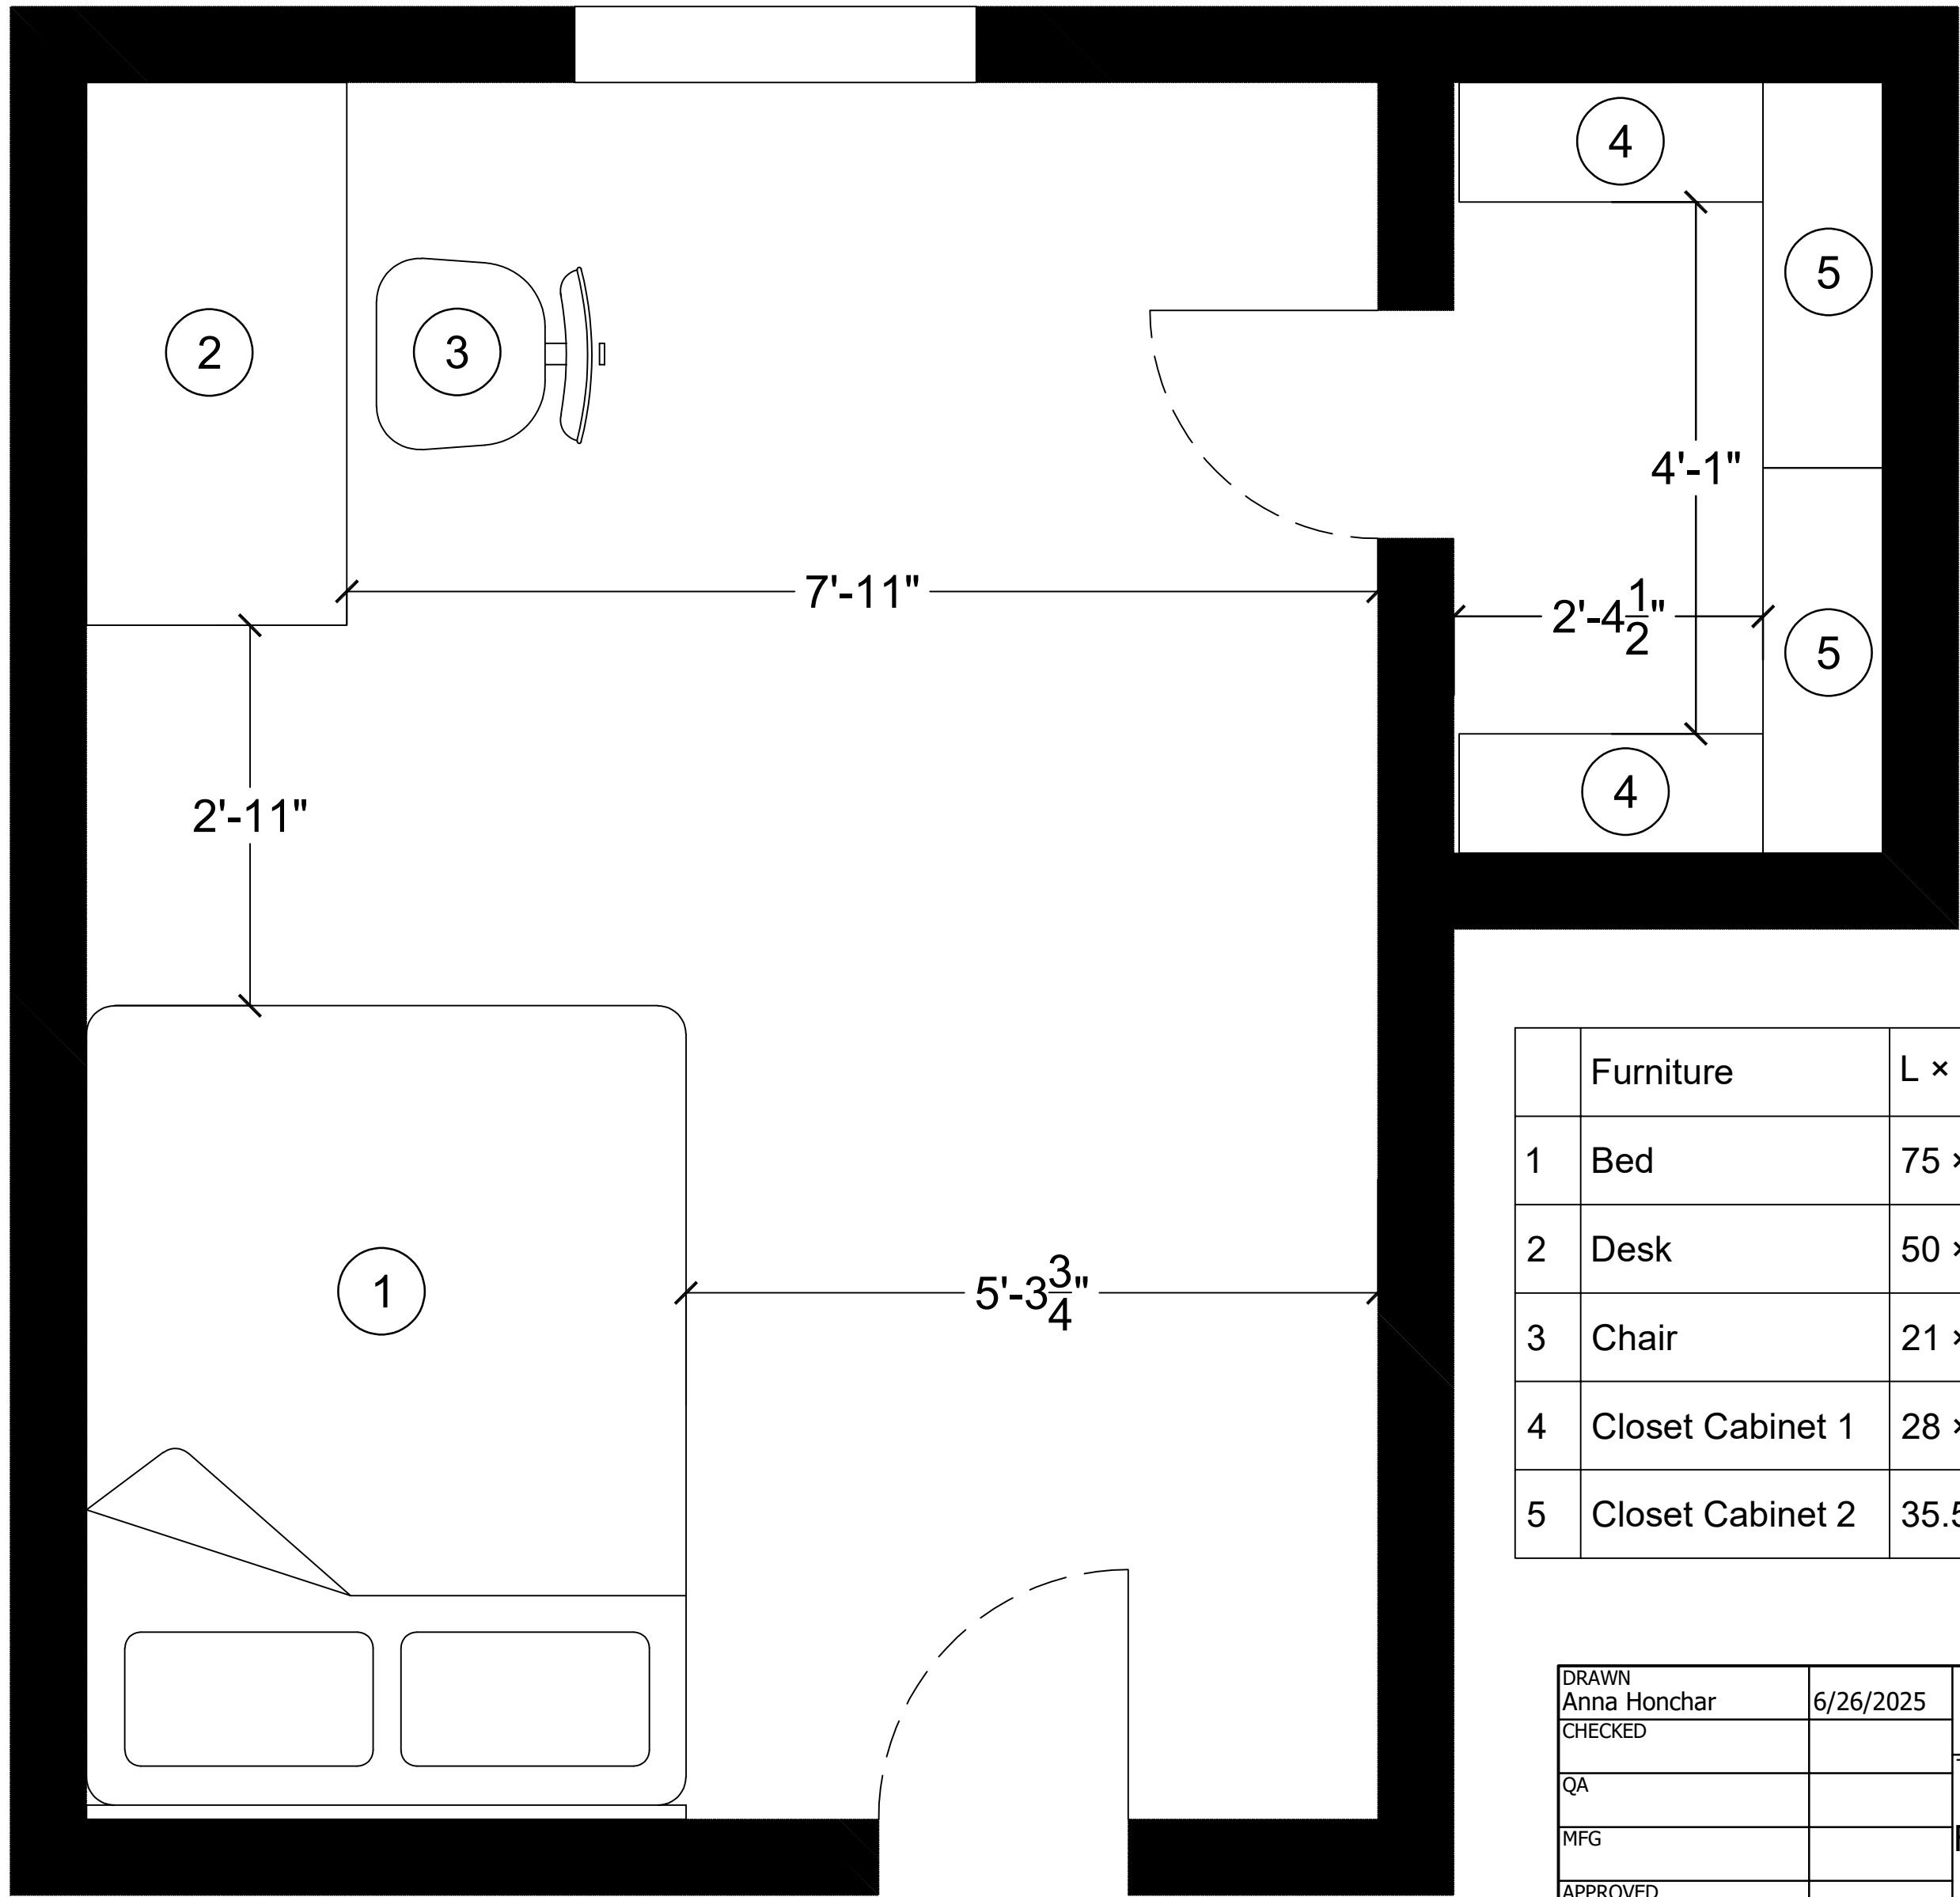 4
5
2
3
4'-1"
7'-11"
2'-4 1/2"
5
4
2'-11"
Furniture L ×
1 Bed 75
2 Desk 50
3 Chair 21
4 Closet Cabinet 1 28
5 Closet Cabinet 2 35.5
1
5'-3 3/4"
DRAWN
Anna Honchar 6/26/2025
CHECKED
QA
MFG
APPROVED